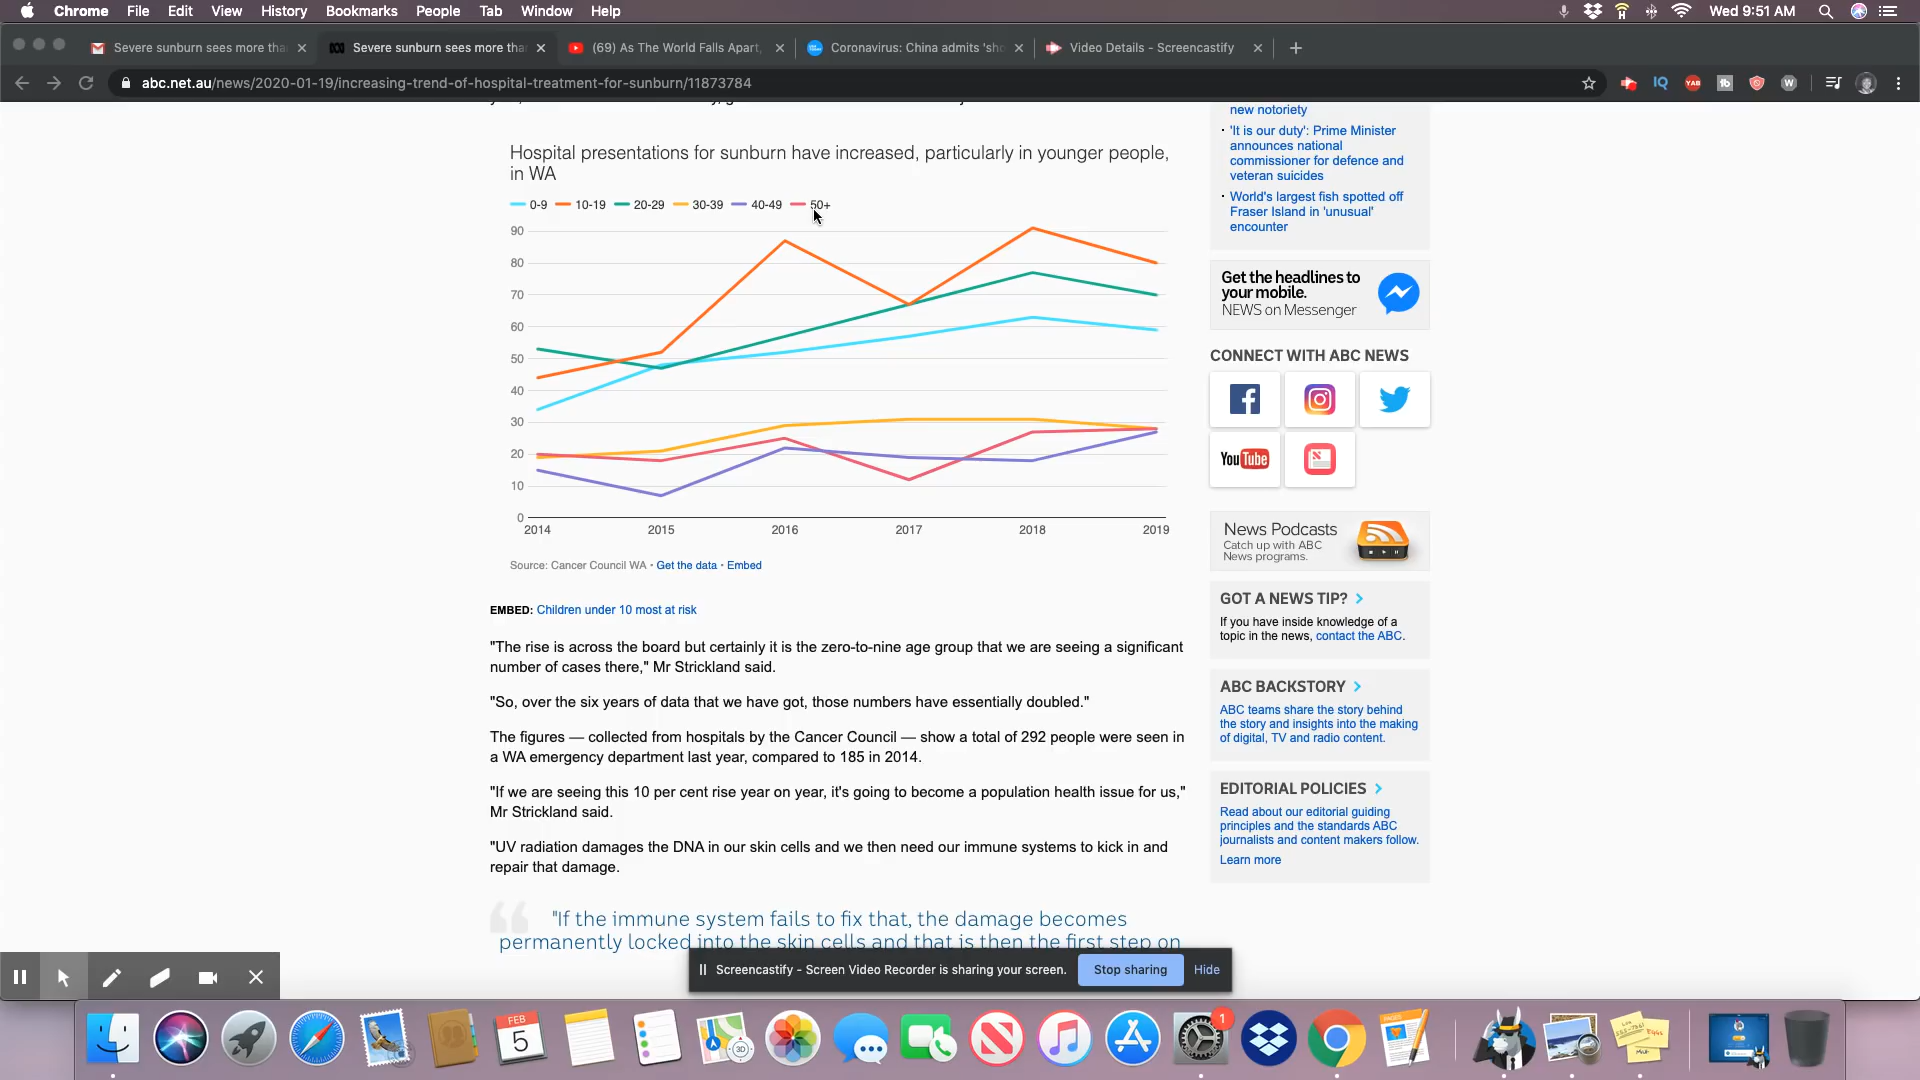 Chrome File Edit View History Bookmarks People Tab Window Help
Wed 9:51 AM
Severe sunburn sees more tha
Severe sunburn sees more tha
(69) As The World Falls Apart,
Coronavirus: China admits 'sho
Video Details - Screencastify
abc.net.au/news/2020-01-19/increasing-trend-of-hospital-treatment-for-sunburn/11873784
IQ
YAB
tb
W
Hospital presentations for sunburn have increased, particularly in younger people,
in WA
0-9 10-19 20-29 30-39 40-49 50+
90
80
70
60
50
40
30
20
10
0
2014 2015 2016 2017 2018 2019
Source: Cancer Council WA • Get the data • Embed
EMBED: Children under 10 most at risk
"The rise is across the board but certainly it is the zero-to-nine age group that we are seeing a significant
number of cases there," Mr Strickland said.
"So, over the six years of data that we have got, those numbers have essentially doubled."
The figures — collected from hospitals by the Cancer Council — show a total of 292 people were seen in
a WA emergency department last year, compared to 185 in 2014.
"If we are seeing this 10 per cent rise year on year, it's going to become a population health issue for us,"
Mr Strickland said.
"UV radiation damages the DNA in our skin cells and we then need our immune systems to kick in and
repair that damage.
"If the immune system fails to fix that, the damage becomes
permanently locked into the skin cells and that is then the first step on
new notoriety
'It is our duty': Prime Minister
announces national
commissioner for defence and
veteran suicides
World's largest fish spotted off
Fraser Island in 'unusual'
encounter
Get the headlines to
your mobile.
NEWS on Messenger
CONNECT WITH ABC NEWS
YouTube
News Podcasts
Catch up with ABC
News programs.
GOT A NEWS TIP?
If you have inside knowledge of a
topic in the news, contact the ABC.
ABC BACKSTORY
ABC teams share the story behind
the story and insights into the making
of digital, TV and radio content.
EDITORIAL POLICIES
Read about our editorial guiding
principles and the standards ABC
journalists and content makers follow.
Learn more
Screencastify - Screen Video Recorder is sharing your screen.
Stop sharing
Hide
FEB
5
3D
1
PAGES